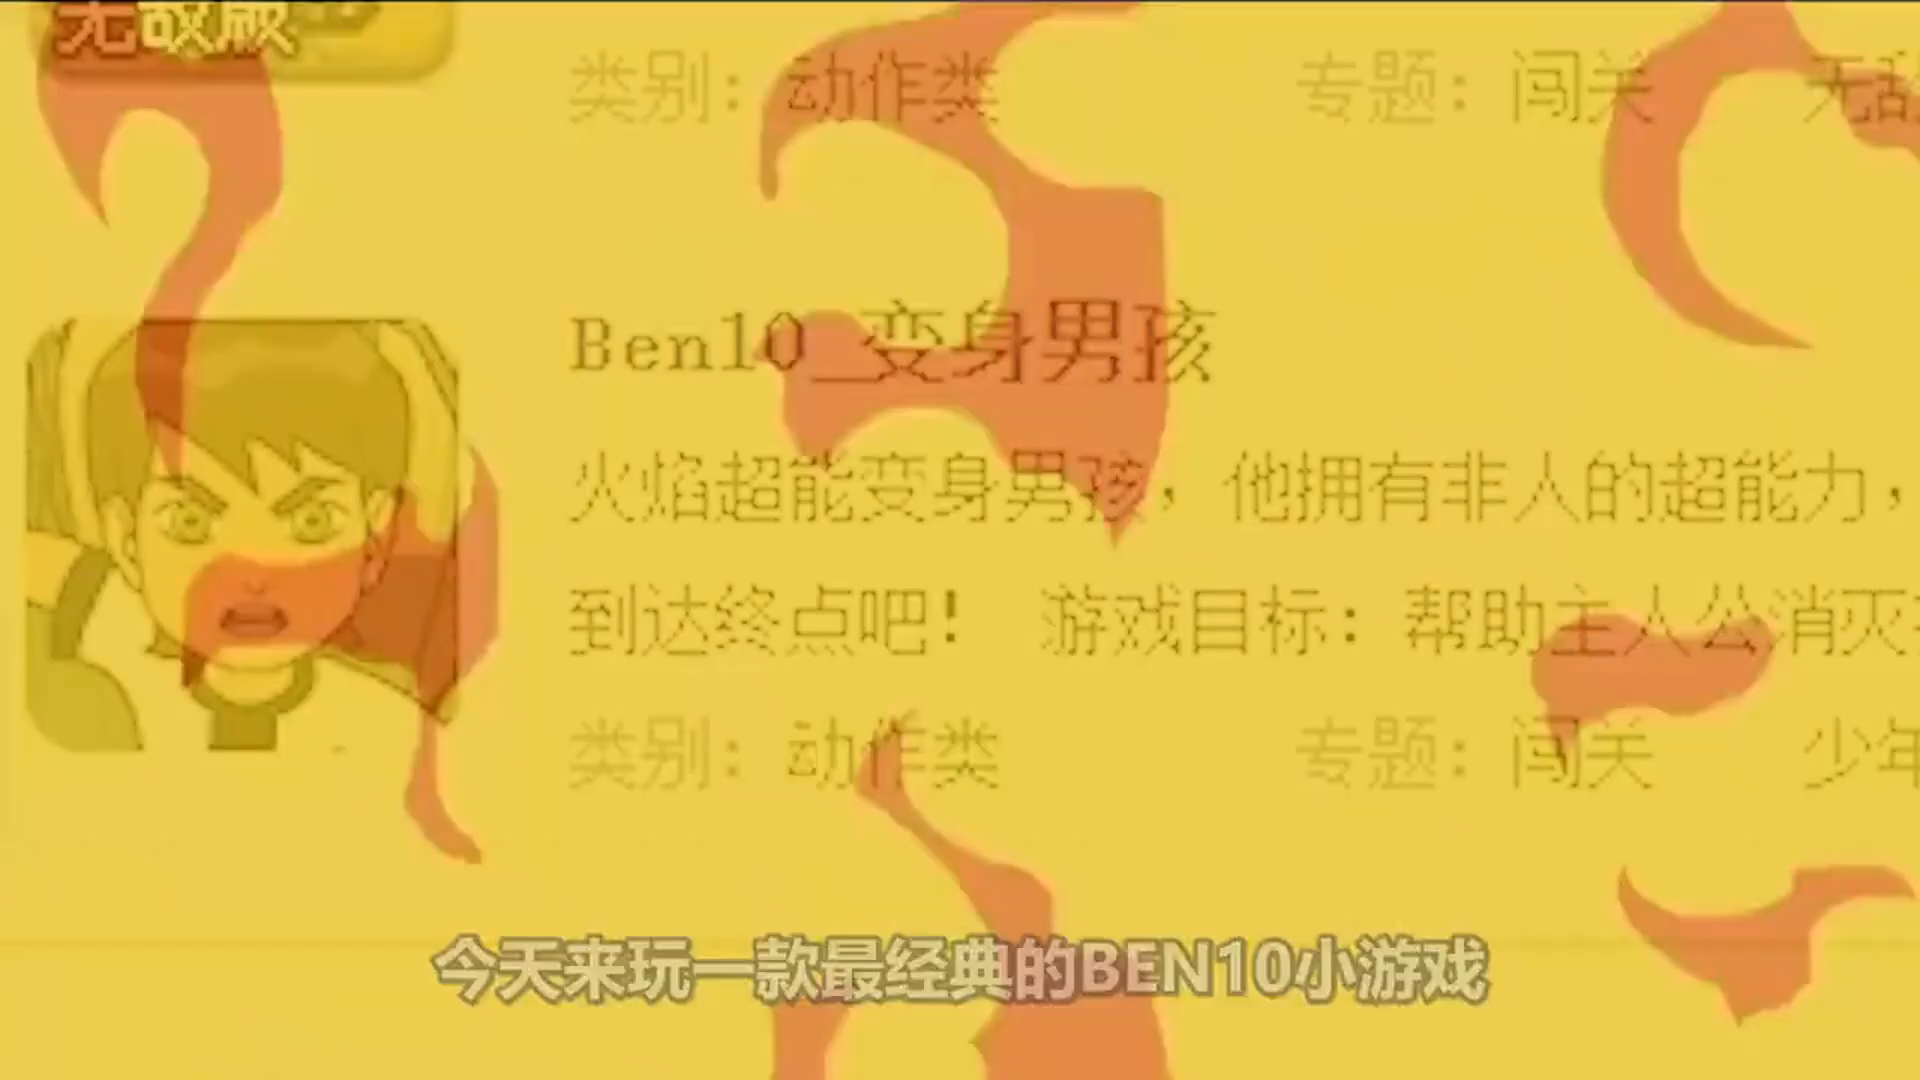 无敌版
类别：动作类 专题：闯关 无敌
Ben10_变身男孩
火焰超能变身男孩，他拥有非人的超能力，
到达终点吧！ 游戏目标：帮助主人公消灭
类别：动作类 专题：闯关 少年
今天来玩一款最经典的BEN10小游戏